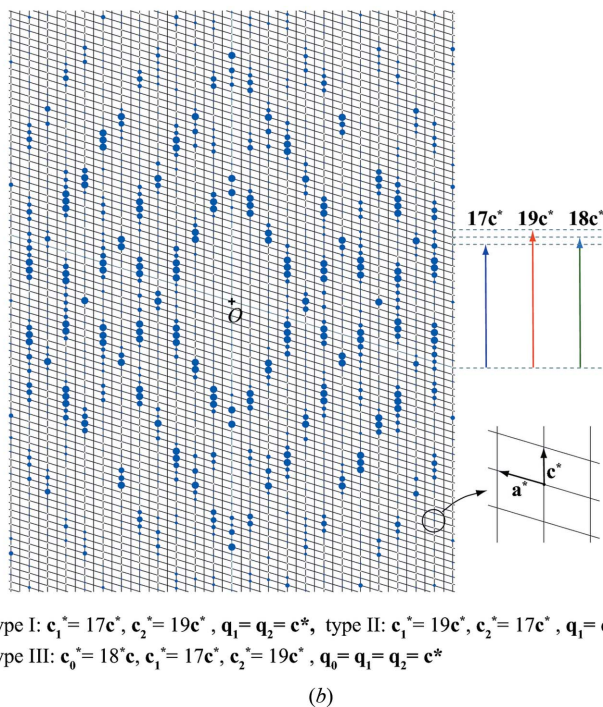 17c* 19c* 18c*
O
c*
a*
ype I: c₁*= 17c*, c₂*= 19c* , q₁= q₂= c*, type II: c₁*= 19c*, c₂*= 17c* , q₁=
ype III: c₀*= 18*c, c₁*= 17c*, c₂*= 19c* , q₀= q₁= q₂= c*
(b)